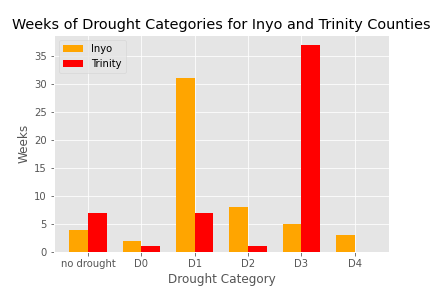 Weeks of Drought Categories for Inyo and Trinity Counties
Inyo
Trinity
35
30
25
20
15
10
5
0
Weeks
no drought D0 D1 D2 D3 D4
Drought Category